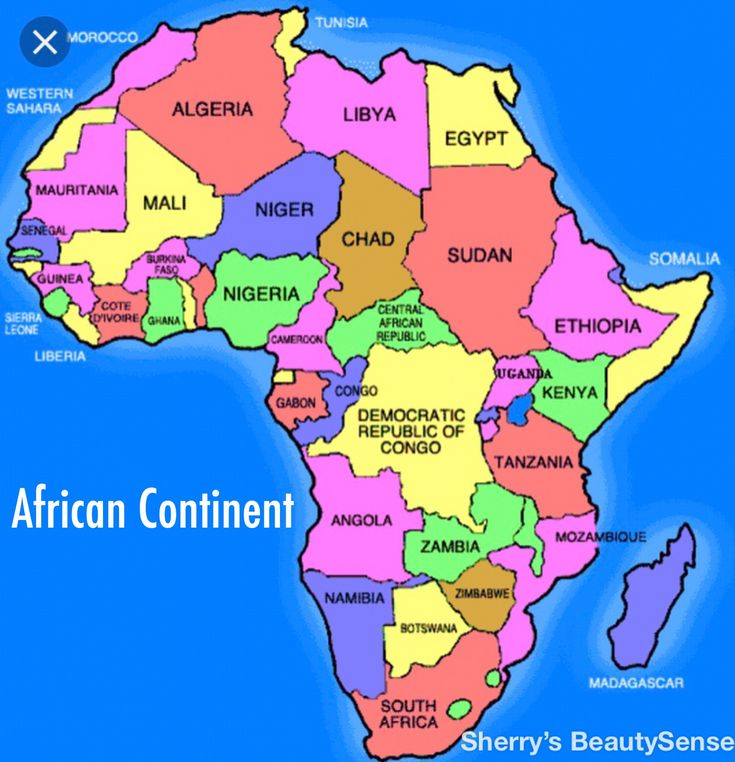 TUNISIA
MOROCCO
WESTERN
SAHARA
ALGERIA
LIBYA
EGYPT
MAURITANIA
MALI
NIGER
CHAD
SUDAN
SENEGAL
SOMALIA
BURKINA
FASO
GUINEA
NIGERIA
SIERRA
LEONE
COTE
D'IVOIRE
GHANA
CENTRAL
AFRICAN
REPUBLIC
ETHIOPIA
LIBERIA
CAMEROON
UGANDA
KENYA
GABON
CONGO
DEMOCRATIC
REPUBLIC OF
CONGO
TANZANIA
African Continent
ANGOLA
ZAMBIA
MOZAMBIQUE
NAMIBIA
ZIMBABWE
BOTSWANA
MADAGASCAR
SOUTH
AFRICA
Sherry's BeautySense